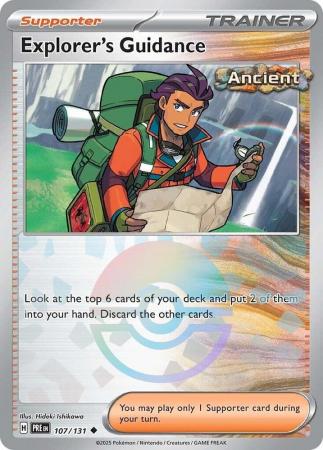 Supporter
TRAINER
Explorer's Guidance
Ancient
Look at the top 6 cards of your deck and put 2 of them
into your hand. Discard the other cards
Illus. Hideki Ishikawa
You may play only 1 Supporter card during
your turn.
H PRE EN 107/131 ◆
©2025 Pokémon / Nintendo / Creatures / GAME FREAK